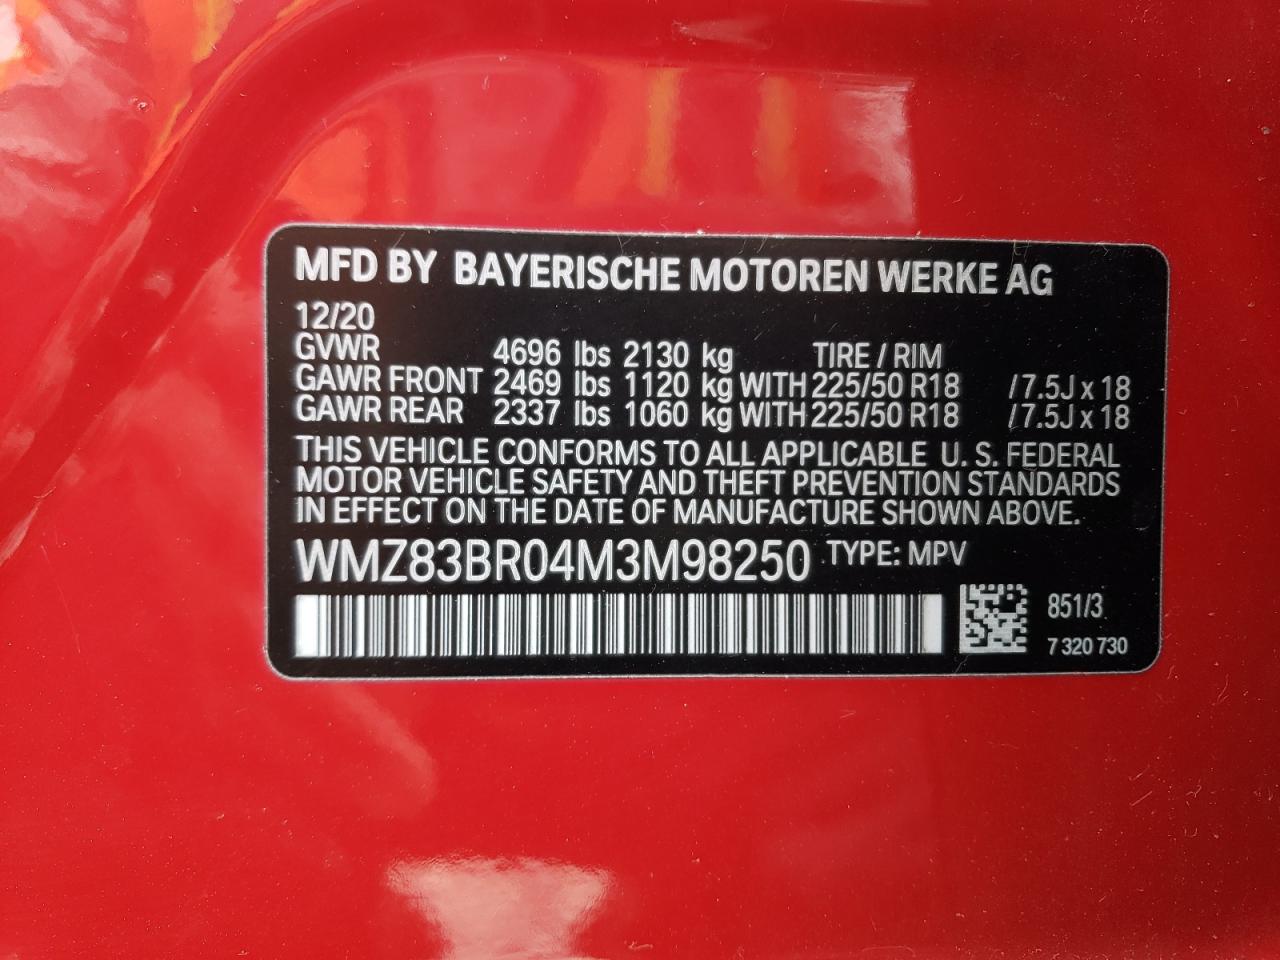 MFD BY BAYERISCHE MOTOREN WERKE AG
12/20
GVWR 4696 lbs 2130 kg TIRE / RIM
GAWR FRONT 2469 lbs 1120 kg WITH 225/50 R18 /7.5J x 18
GAWR REAR 2337 lbs 1060 kg WITH 225/50 R18 /7.5J x 18
THIS VEHICLE CONFORMS TO ALL APPLICABLE U. S. FEDERAL
MOTOR VEHICLE SAFETY AND THEFT PREVENTION STANDARDS
IN EFFECT ON THE DATE OF MANUFACTURE SHOWN ABOVE.
WMZ83BR04M3M98250 TYPE: MPV
851/3
7 320 730